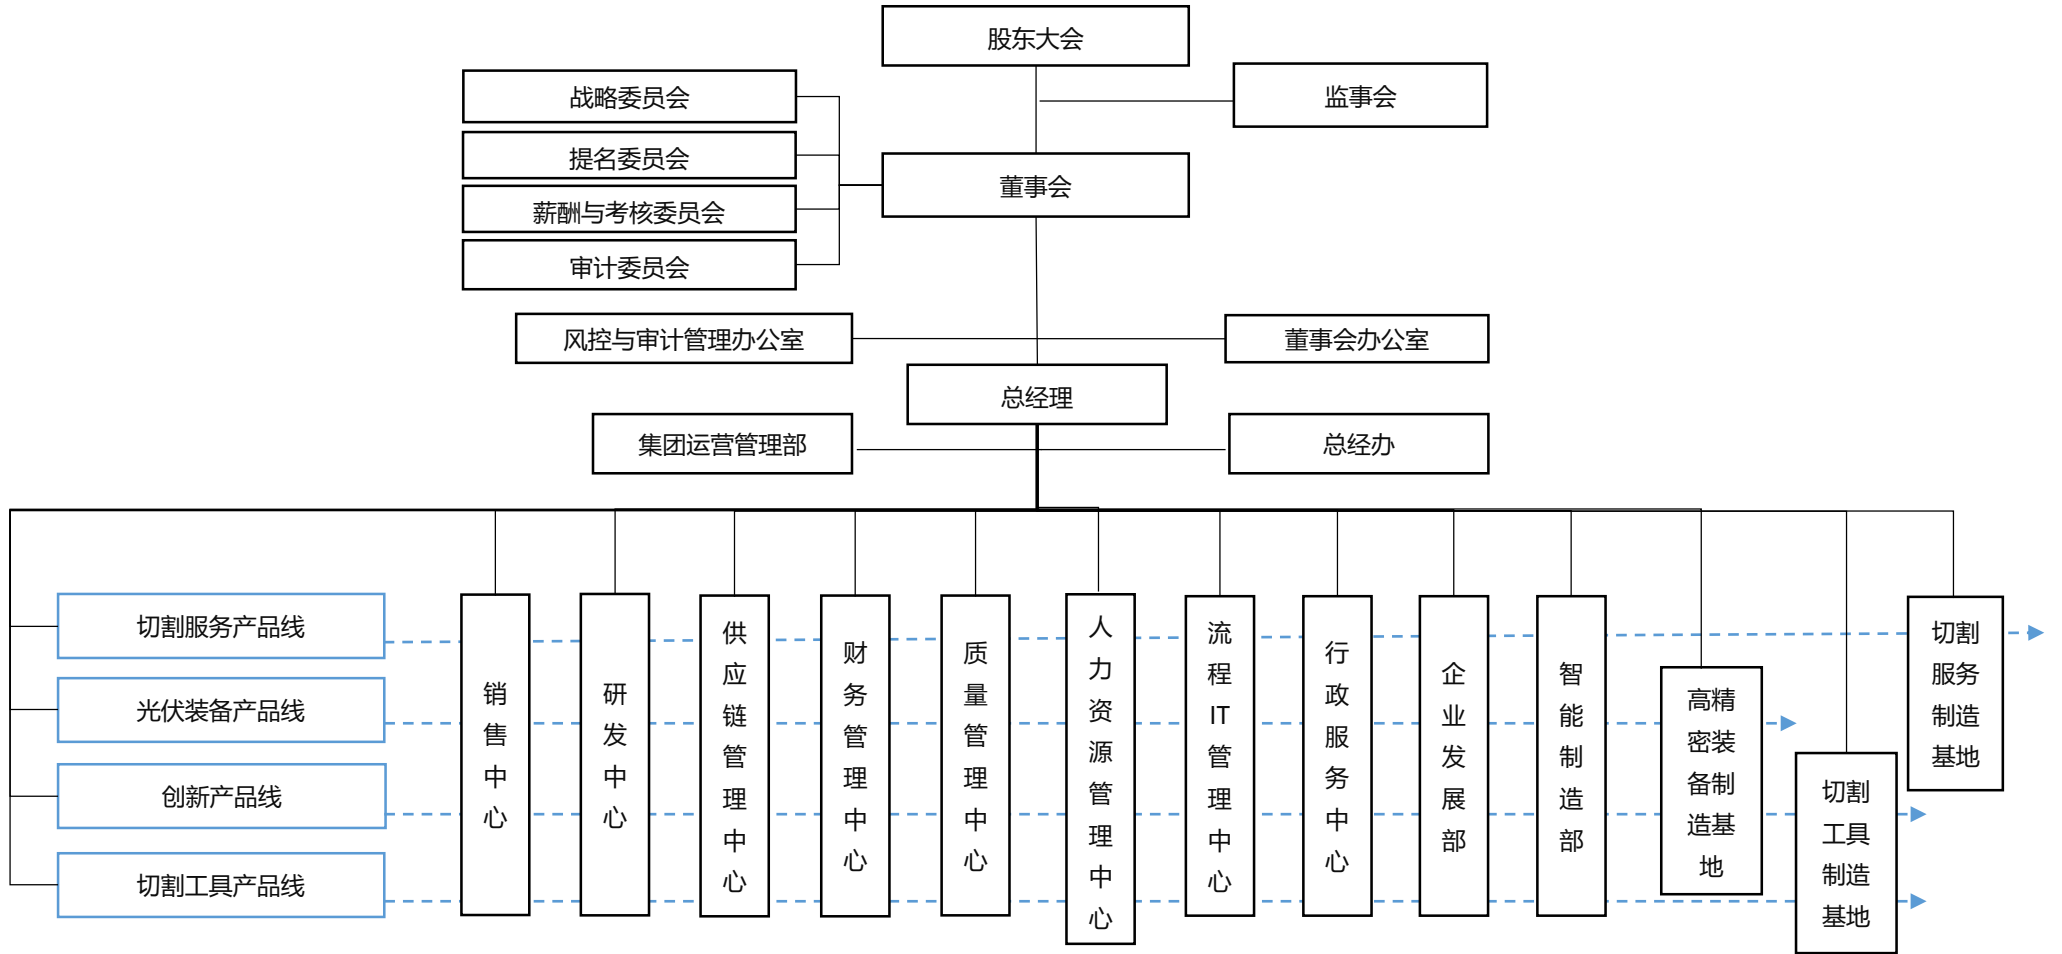 股东大会
监事会
战略委员会
提名委员会
董事会
薪酬与考核委员会
审计委员会
风控与审计管理办公室
董事会办公室
总经理
集团运营管理部
总经办
切割服务产品线
光伏装备产品线
创新产品线
切割工具产品线
销售中心
研发中心
供应链管理中心
财务管理中心
质量管理中心
人力资源管理中心
流程IT管理中心
行政服务中心
企业发展部
智能制造部
高精
密装
备制
造基
地
切割
工具
制造
基地
切割
服务
制造
基地